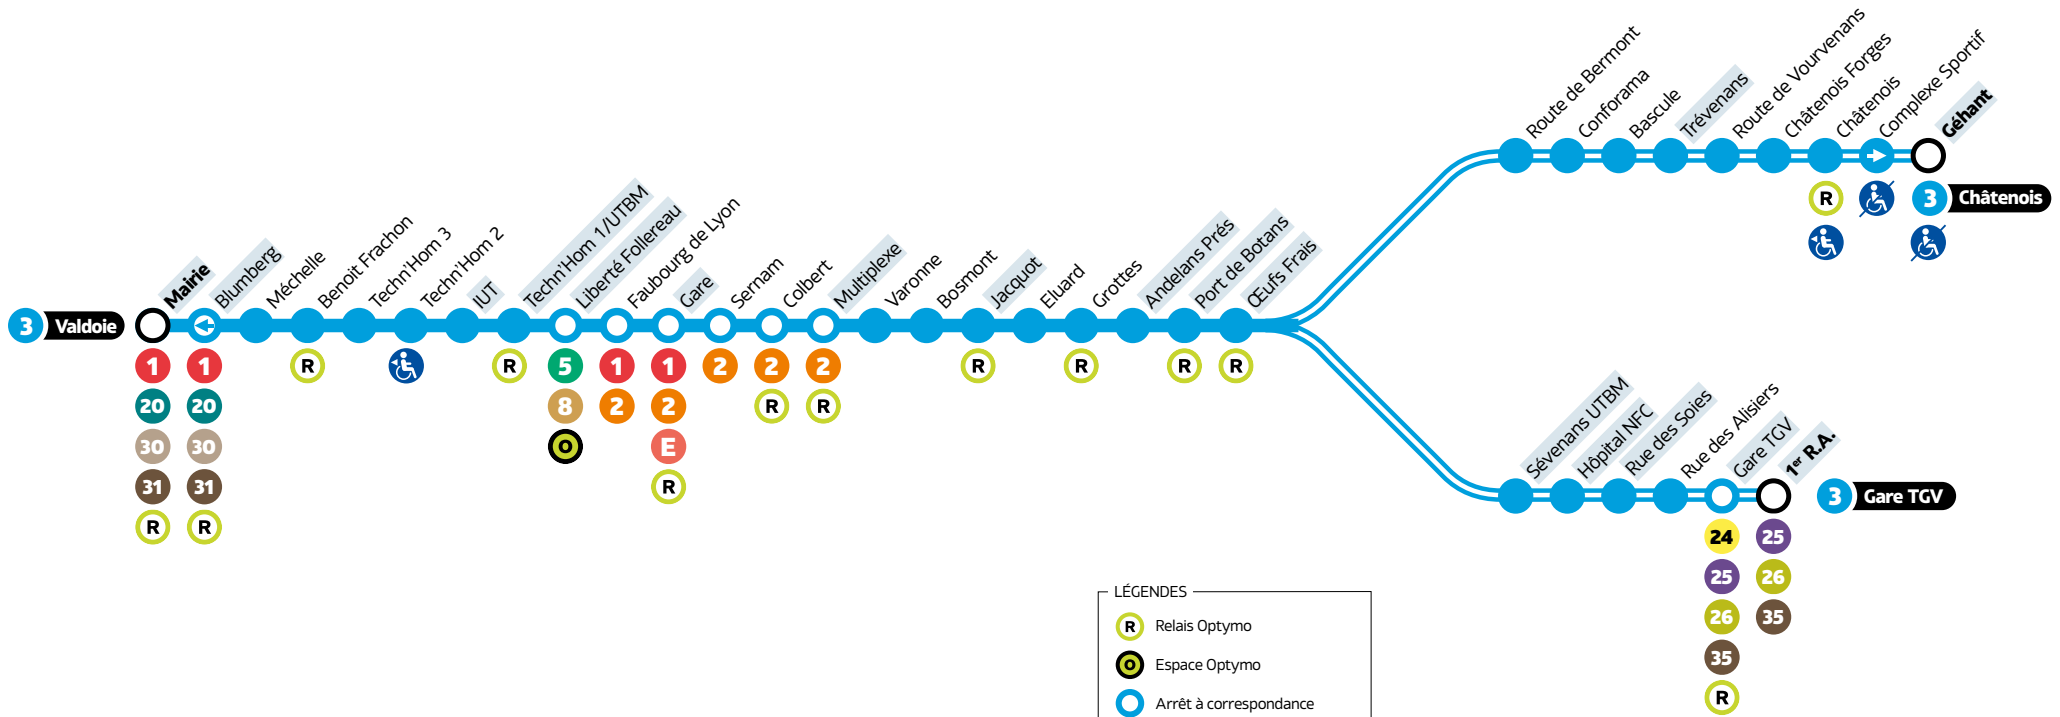 Route de Bermont
Conforama
Bascule
Trévenans
Route de Vourvenans
Châtenois Forges
Châtenois
Complexe Sportif
Géhant
R
3 Châtenois
Mairie
Blumberg
Méchelle
Benoit Frachon
Techn'Hom 3
Techn'Hom 2
IUT
Techn'Hom 1/UTBM
Liberté Follereau
Faubourg de Lyon
Gare
Sernam
Colbert
Multiplexe
Varonne
Bosmont
Jacquot
Eluard
Grottes
Andelans Prés
Port de Botans
Œufs Frais
3 Valdoie
1 1 R R 5 1 1 2 2 2 R R R R
20 20 8 2 2 R R
30 30 O E
31 31 R
R R
Sévenans UTBM
Hôpital NFC
Rue des Soies
Rue des Alisiers
Gare TGV
1er R.A.
3 Gare TGV
24 25
25 26
26 35
35
R
LÉGENDES
R Relais Optymo
O Espace Optymo
Arrêt à correspondance